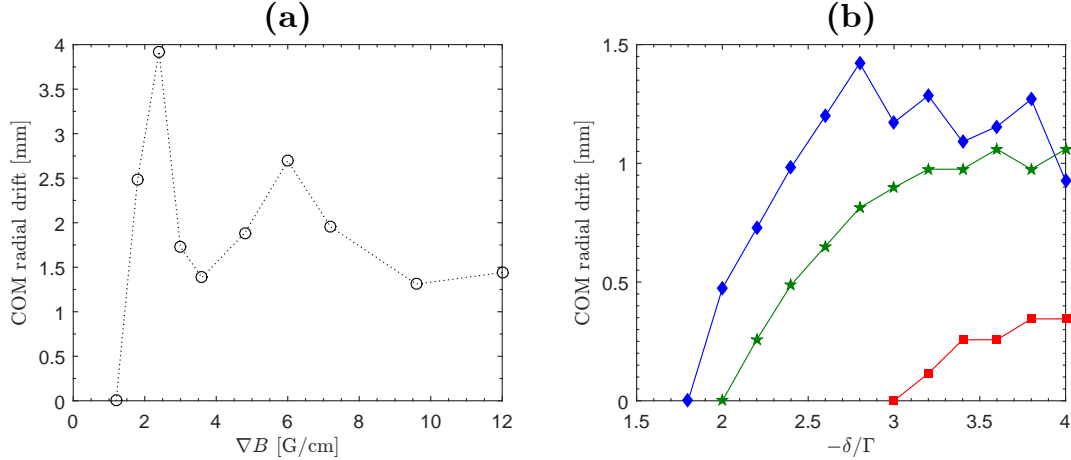 (a)
COM radial drift [mm]
4
3.5
3
2.5
2
1.5
1
0.5
0
0 2 4 6 8 10 12
∇B [G/cm]
(b)
COM radial drift [mm]
1.5
1
0.5
0
1.5 2 2.5 3 3.5 4
−δ/Γ